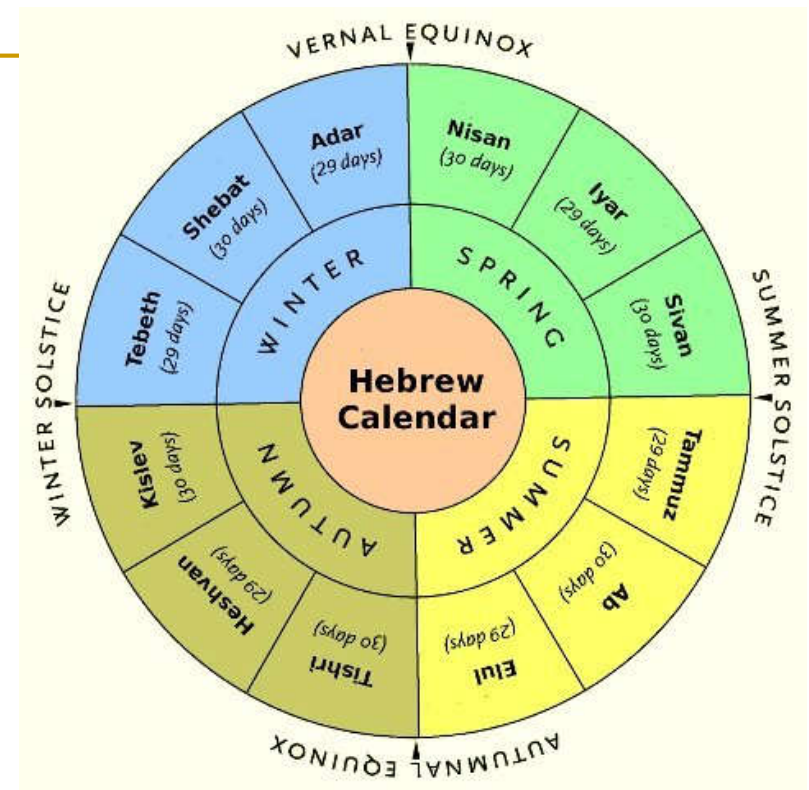 VERNAL EQUINOX
Nisan
(30 days)
Iyar
(29 days)
Sivan
(30 days)
SPRING
SUMMER SOLSTICE
Tammuz
(29 days)
Ab
(30 days)
Elul
(29 days)
SUMMER
AUTUMNAL EQUINOX
Tishri
(30 days)
Heshvan
(29 days)
Kislev
(30 days)
AUTUMN
WINTER SOLSTICE
Tebeth
(29 days)
Shebat
(30 days)
Adar
(29 days)
WINTER
Hebrew
Calendar